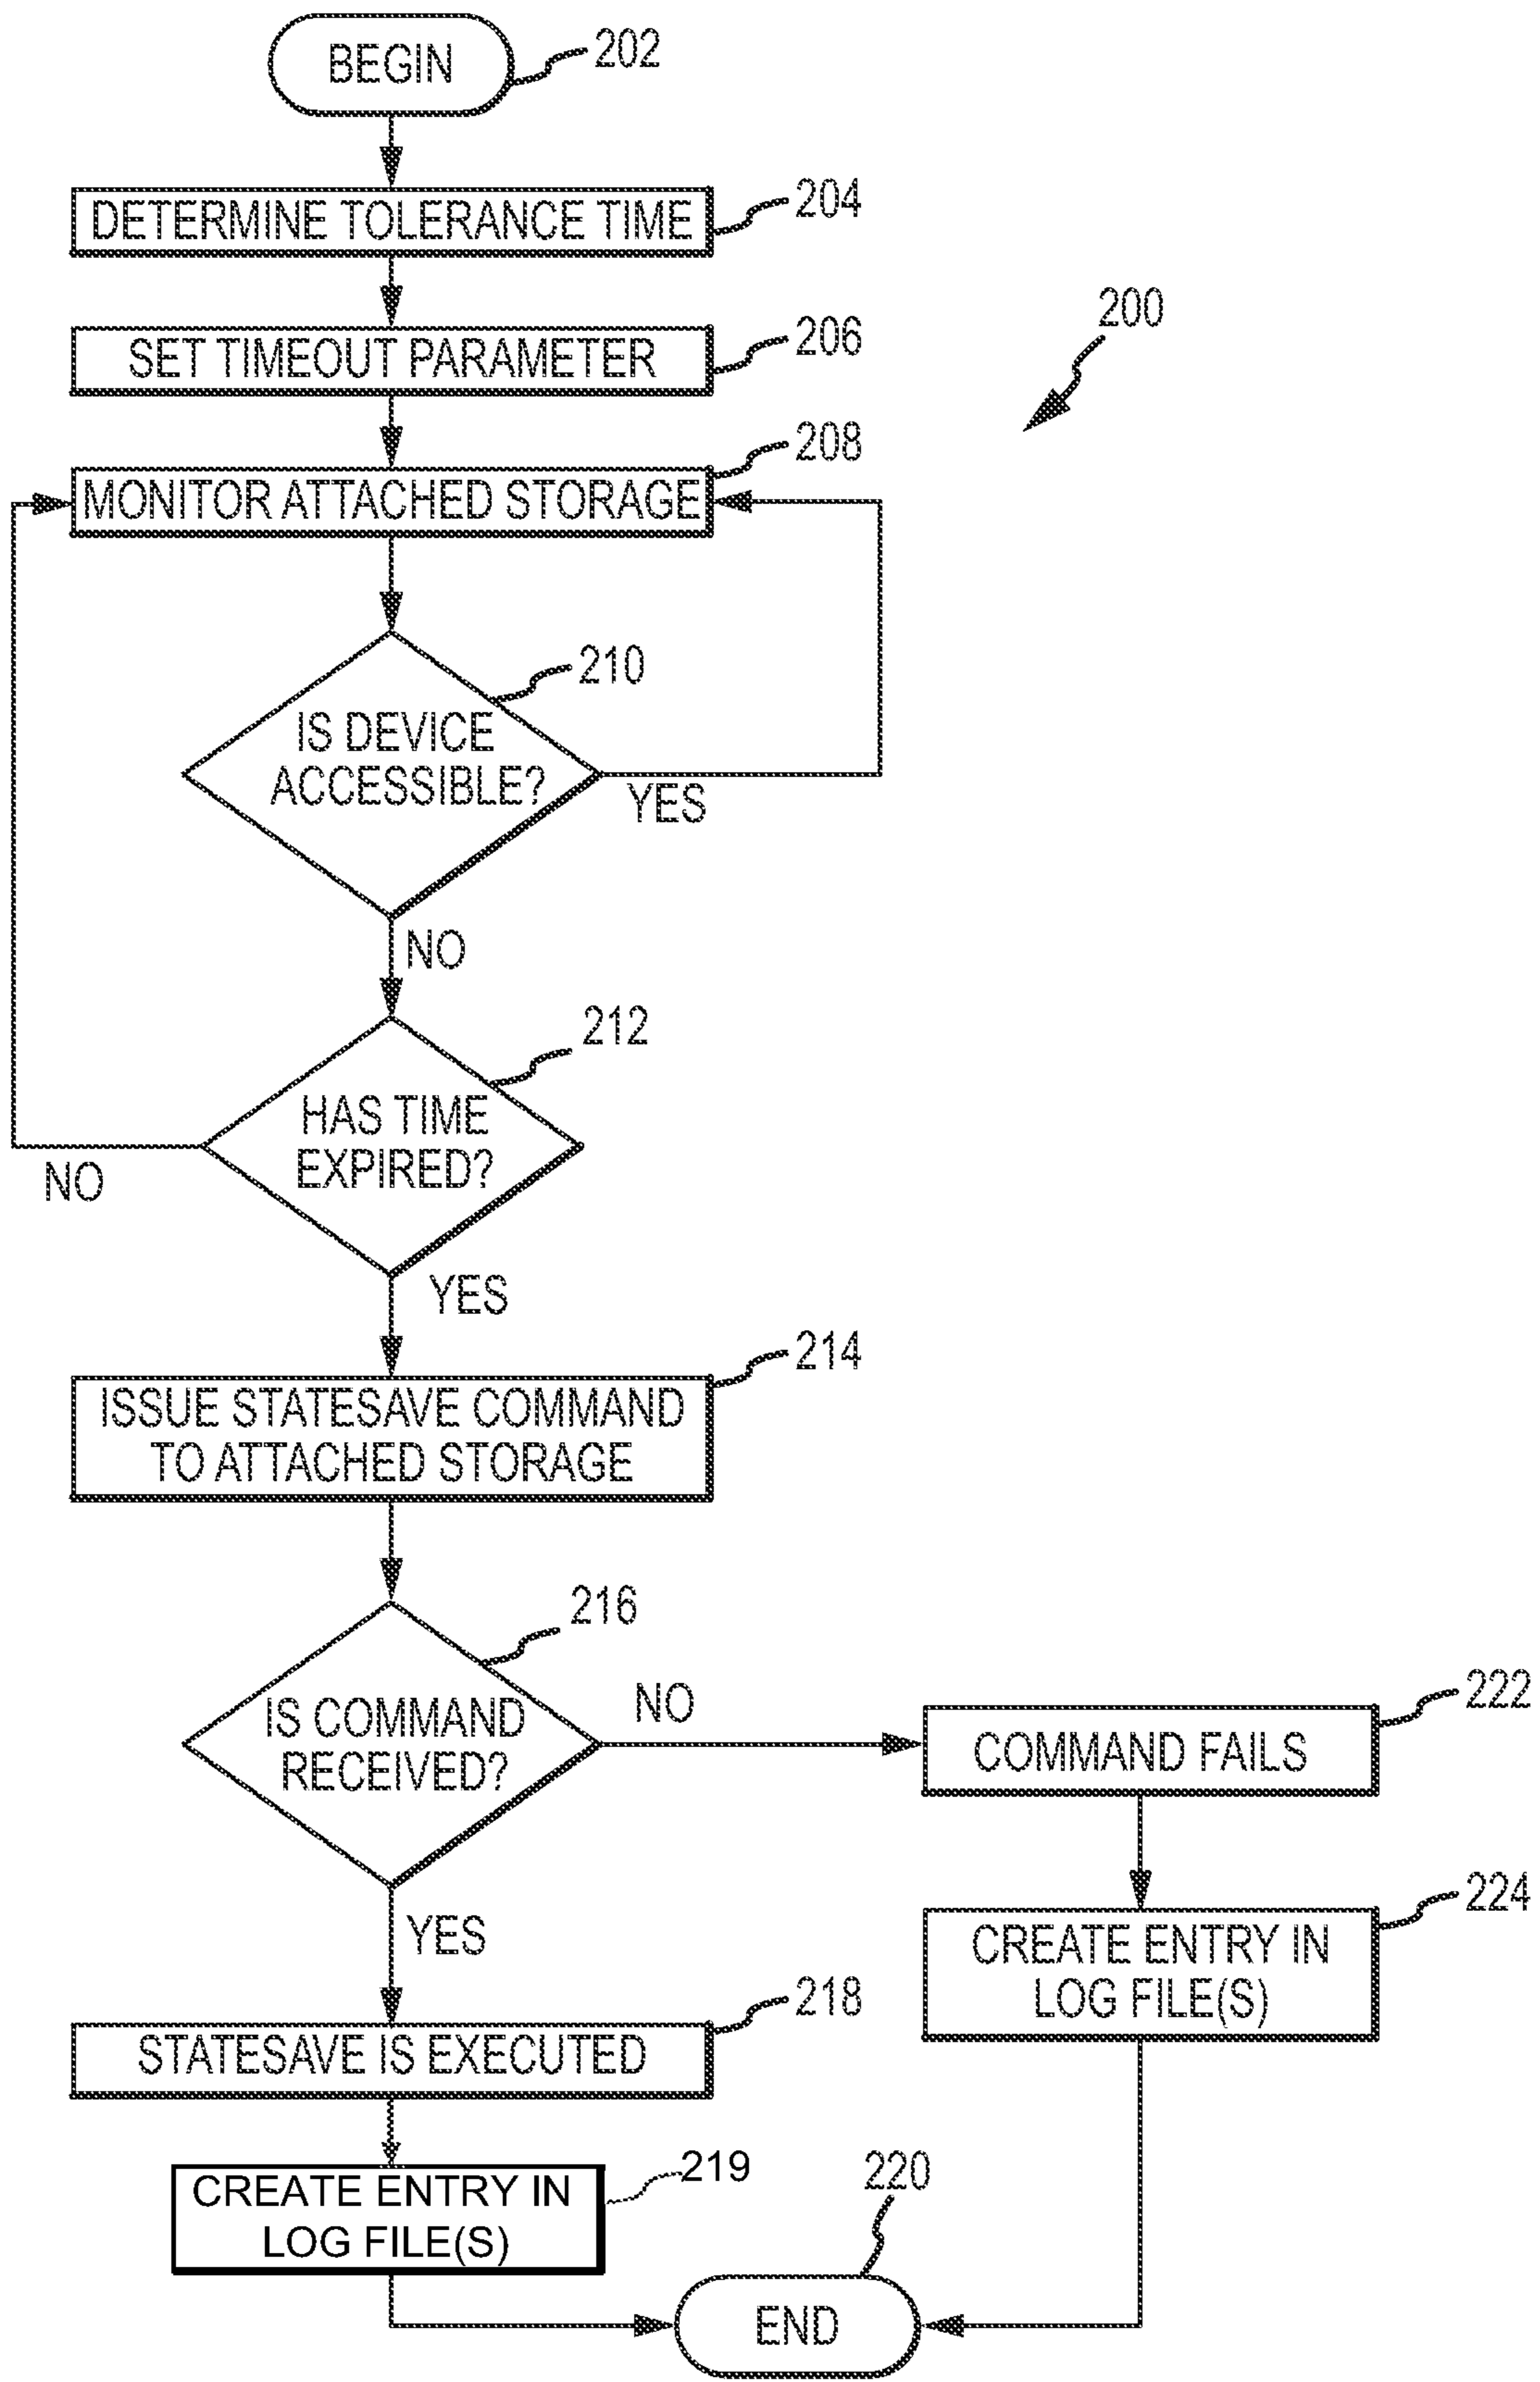 BEGIN
202
DETERMINE TOLERANCE TIME
204
SET TIMEOUT PARAMETER
206
200
MONITOR ATTACHED STORAGE
208
IS DEVICE
ACCESSIBLE?
210
YES
NO
HAS TIME
EXPIRED?
212
NO
YES
ISSUE STATESAVE COMMAND
TO ATTACHED STORAGE
214
IS COMMAND
RECEIVED?
216
NO
COMMAND FAILS
222
YES
CREATE ENTRY IN
LOG FILE(S)
224
STATESAVE IS EXECUTED
218
CREATE ENTRY IN
LOG FILE(S)
219
END
220